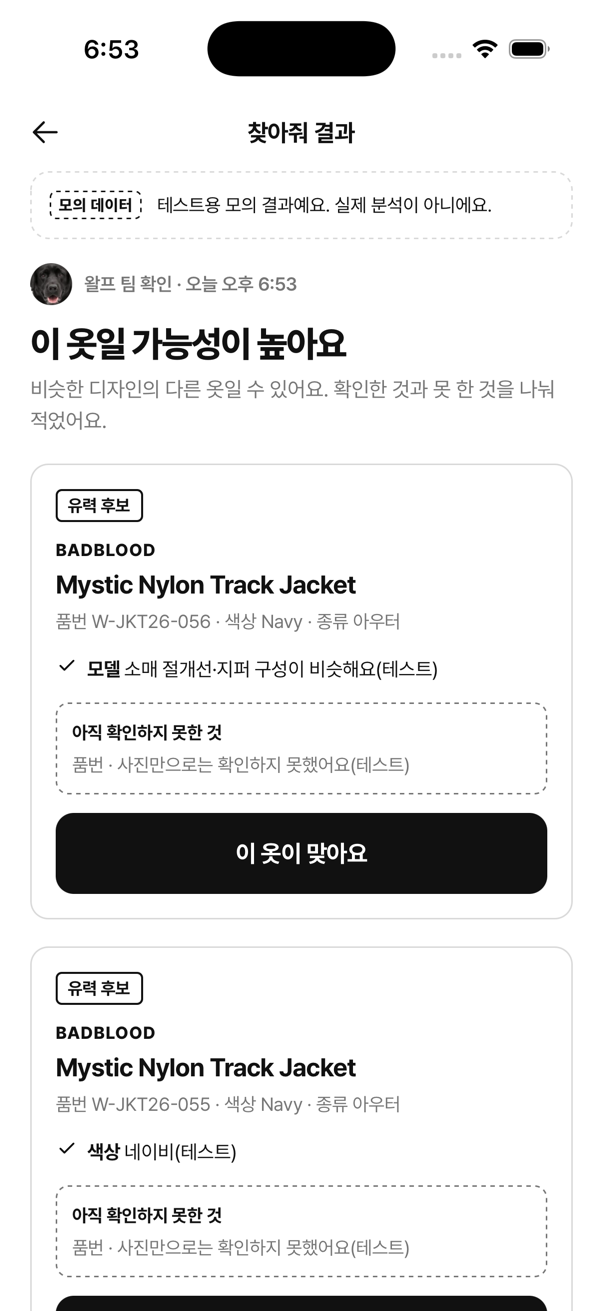 6:53
찾아줘 결과
모의 데이터 테스트용 모의 결과예요. 실제 분석이 아니에요.
왈프 팀 확인 · 오늘 오후 6:53
이 옷일 가능성이 높아요
비슷한 디자인의 다른 옷일 수 있어요. 확인한 것과 못 한 것을 나눠
적었어요.
유력 후보
BADBLOOD
Mystic Nylon Track Jacket
품번 W-JKT26-056 · 색상 Navy · 종류 아우터
모델 소매 절개선·지퍼 구성이 비슷해요(테스트)
아직 확인하지 못한 것
품번 · 사진만으로는 확인하지 못했어요(테스트)
이 옷이 맞아요
유력 후보
BADBLOOD
Mystic Nylon Track Jacket
품번 W-JKT26-055 · 색상 Navy · 종류 아우터
색상 네이비(테스트)
아직 확인하지 못한 것
품번 · 사진만으로는 확인하지 못했어요(테스트)